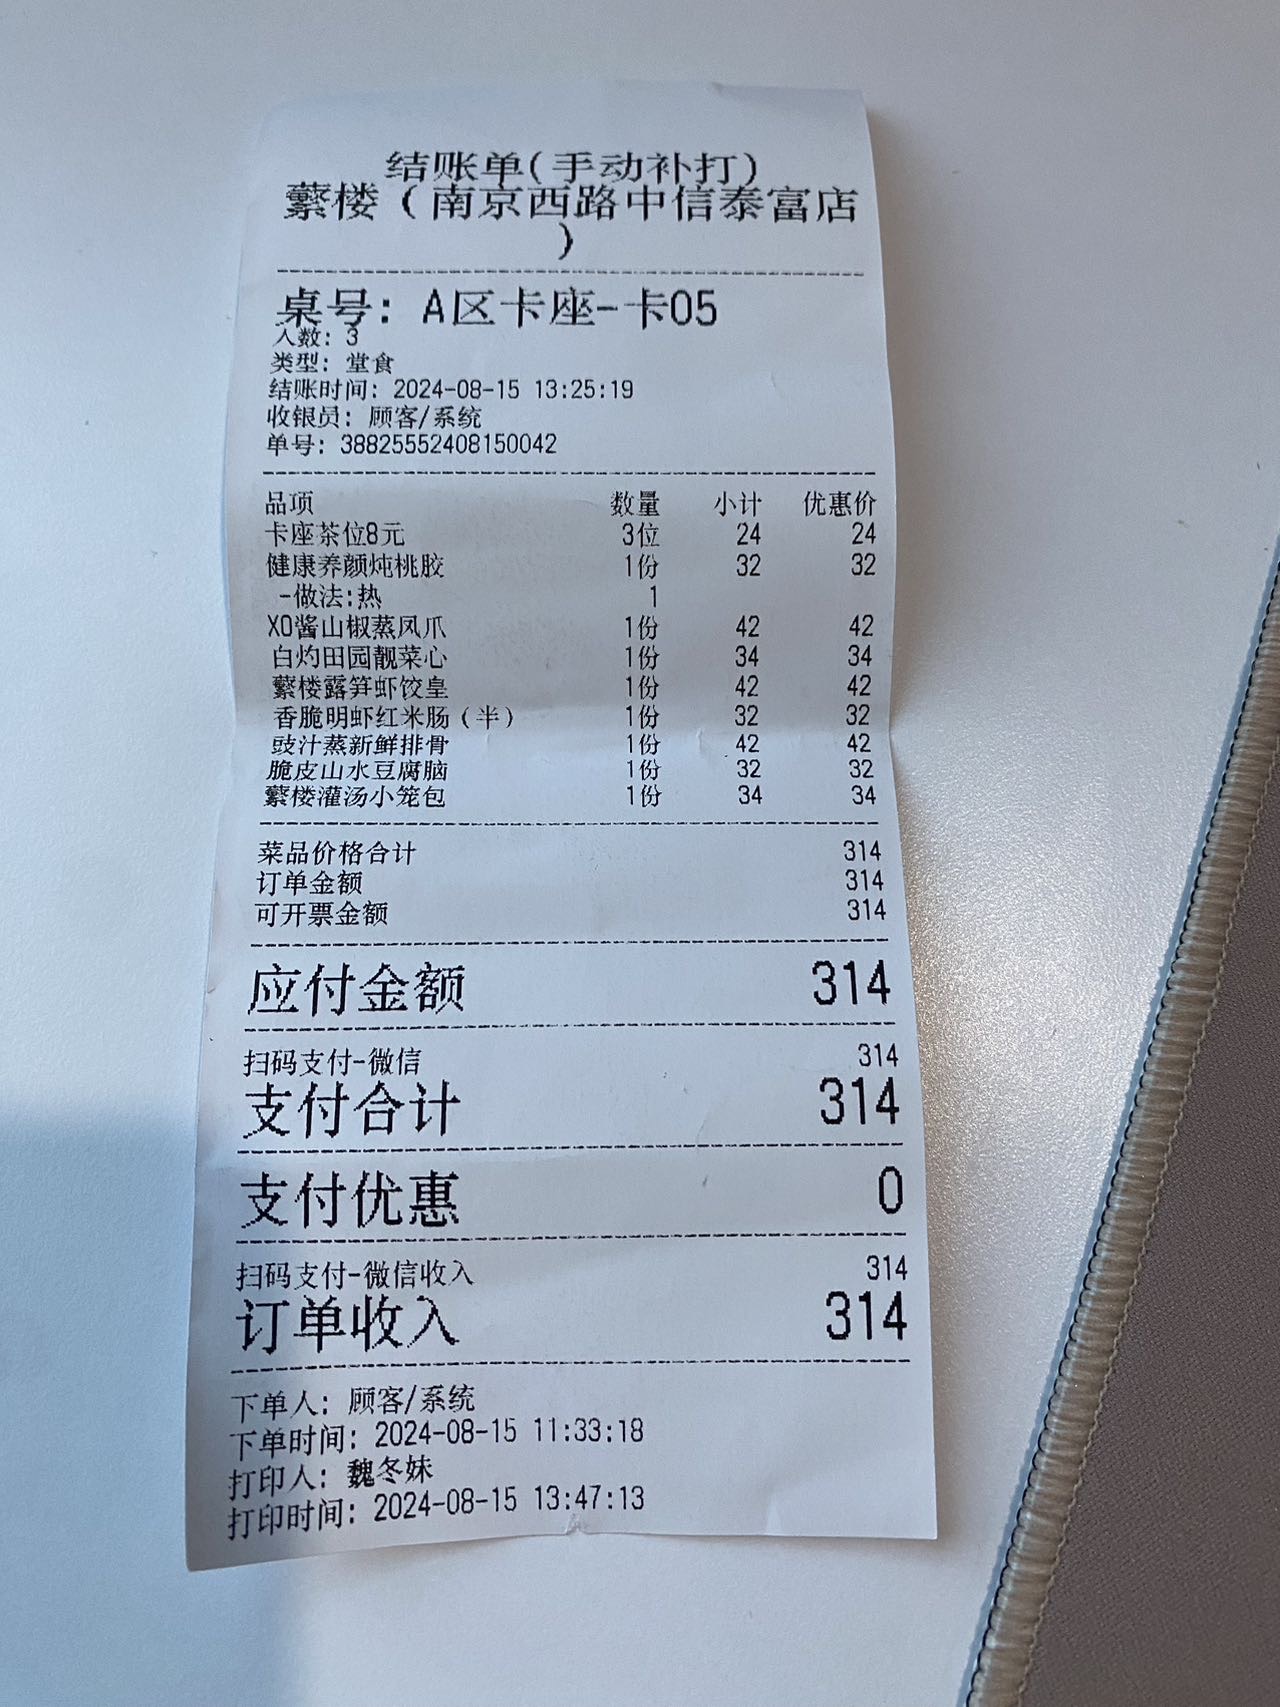 结账单(手动补打)
蘩楼（南京西路中信泰富店
）
桌号: A区卡座-卡05
人数: 3
类型: 堂食
结账时间: 2024-08-15 13:25:19
收银员: 顾客/系统
单号: 38825552408150042
品项 数量 小计 优惠价
卡座茶位8元 3位 24 24
健康养颜炖桃胶 1份 32 32
-做法:热 1
XO酱山椒蒸凤爪 1份 42 42
白灼田园靓菜心 1份 34 34
蘩楼露笋虾饺皇 1份 42 42
香脆明虾红米肠（半） 1份 32 32
豉汁蒸新鲜排骨 1份 42 42
脆皮山水豆腐脑 1份 32 32
蘩楼灌汤小笼包 1份 34 34
菜品价格合计 314
订单金额 314
可开票金额 314
应付金额 314
扫码支付-微信 314
支付合计 314
支付优惠 0
扫码支付-微信收入 314
订单收入 314
下单人: 顾客/系统
下单时间: 2024-08-15 11:33:18
打印人: 魏冬妹
打印时间: 2024-08-15 13:47:13